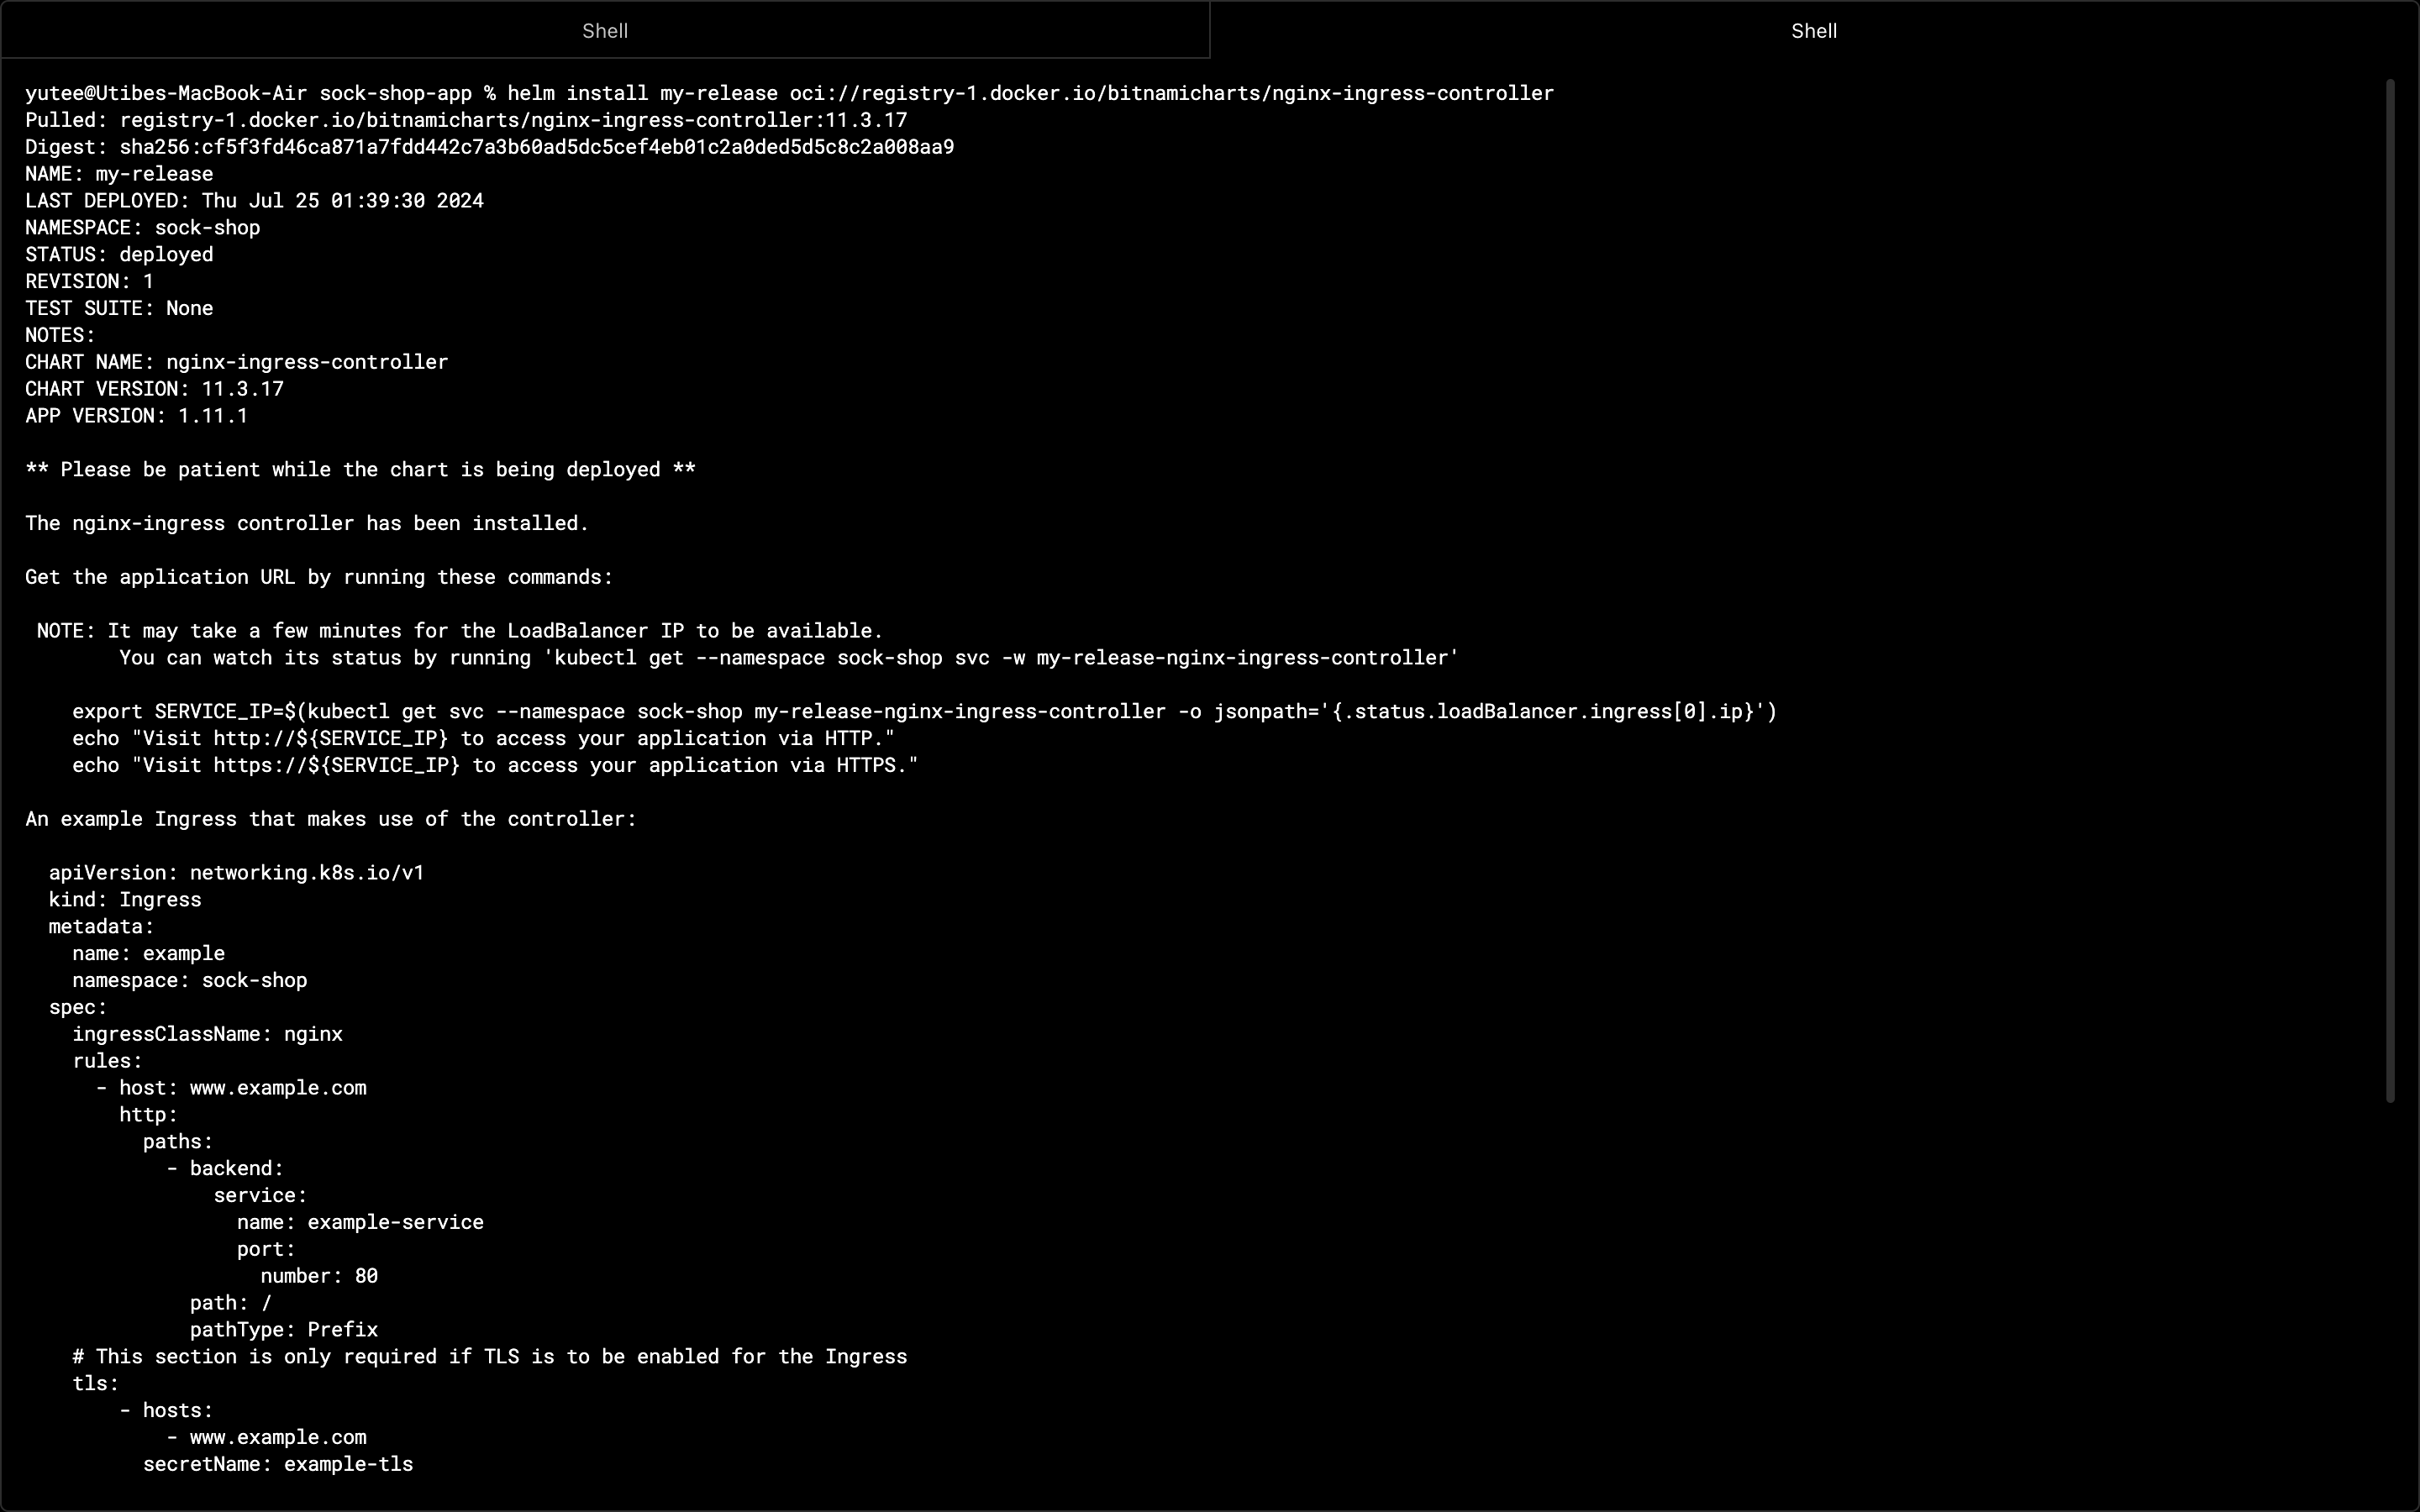 Shell
Shell
yutee@Utibes-MacBook-Air sock-shop-app % helm install my-release oci://registry-1.docker.io/bitnamicharts/nginx-ingress-controller
Pulled: registry-1.docker.io/bitnamicharts/nginx-ingress-controller:11.3.17
Digest: sha256:cf5f3fd46ca871a7fdd442c7a3b60ad5dc5cef4eb01c2a0ded5d5c8c2a008aa9
NAME: my-release
LAST DEPLOYED: Thu Jul 25 01:39:30 2024
NAMESPACE: sock-shop
STATUS: deployed
REVISION: 1
TEST SUITE: None
NOTES:
CHART NAME: nginx-ingress-controller
CHART VERSION: 11.3.17
APP VERSION: 1.11.1
** Please be patient while the chart is being deployed **
The nginx-ingress controller has been installed.
Get the application URL by running these commands:
 NOTE: It may take a few minutes for the LoadBalancer IP to be available.
        You can watch its status by running 'kubectl get --namespace sock-shop svc -w my-release-nginx-ingress-controller'
    export SERVICE_IP=$(kubectl get svc --namespace sock-shop my-release-nginx-ingress-controller -o jsonpath='{.status.loadBalancer.ingress[0].ip}')
    echo "Visit http://${SERVICE_IP} to access your application via HTTP."
    echo "Visit https://${SERVICE_IP} to access your application via HTTPS."
An example Ingress that makes use of the controller:
  apiVersion: networking.k8s.io/v1
  kind: Ingress
  metadata:
    name: example
    namespace: sock-shop
  spec:
    ingressClassName: nginx
    rules:
      - host: www.example.com
        http:
          paths:
            - backend:
                service:
                  name: example-service
                  port:
                    number: 80
              path: /
              pathType: Prefix
    # This section is only required if TLS is to be enabled for the Ingress
    tls:
        - hosts:
            - www.example.com
          secretName: example-tls